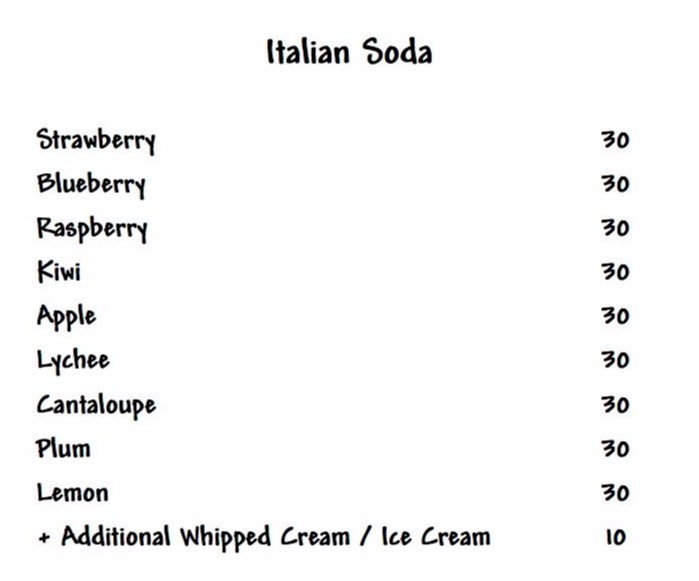 Italian Soda
Strawberry 30
Blueberry 30
Raspberry 30
Kiwi 30
Apple 30
Lychee 30
Cantaloupe 30
Plum 30
Lemon 30
+ Additional Whipped Cream / Ice Cream 10